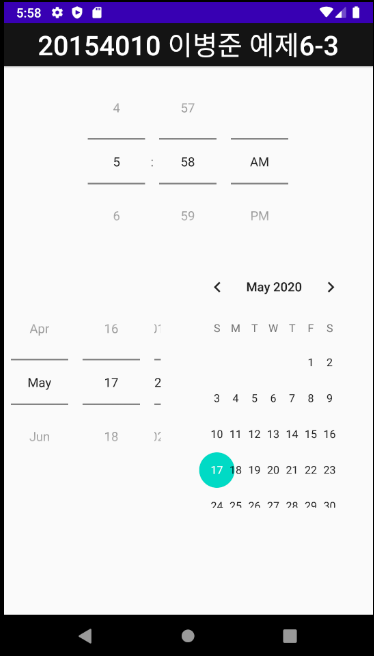 5:58
20154010 이병준 예제6-3
4 57
5 : 58 AM
6 59 PM
May 2020
S M T W T F S
1 2
3 4 5 6 7 8 9
10 11 12 13 14 15 16
17 18 19 20 21 22 23
24 25 26 27 28 29 30
Apr 16
May 17 2
Jun 18